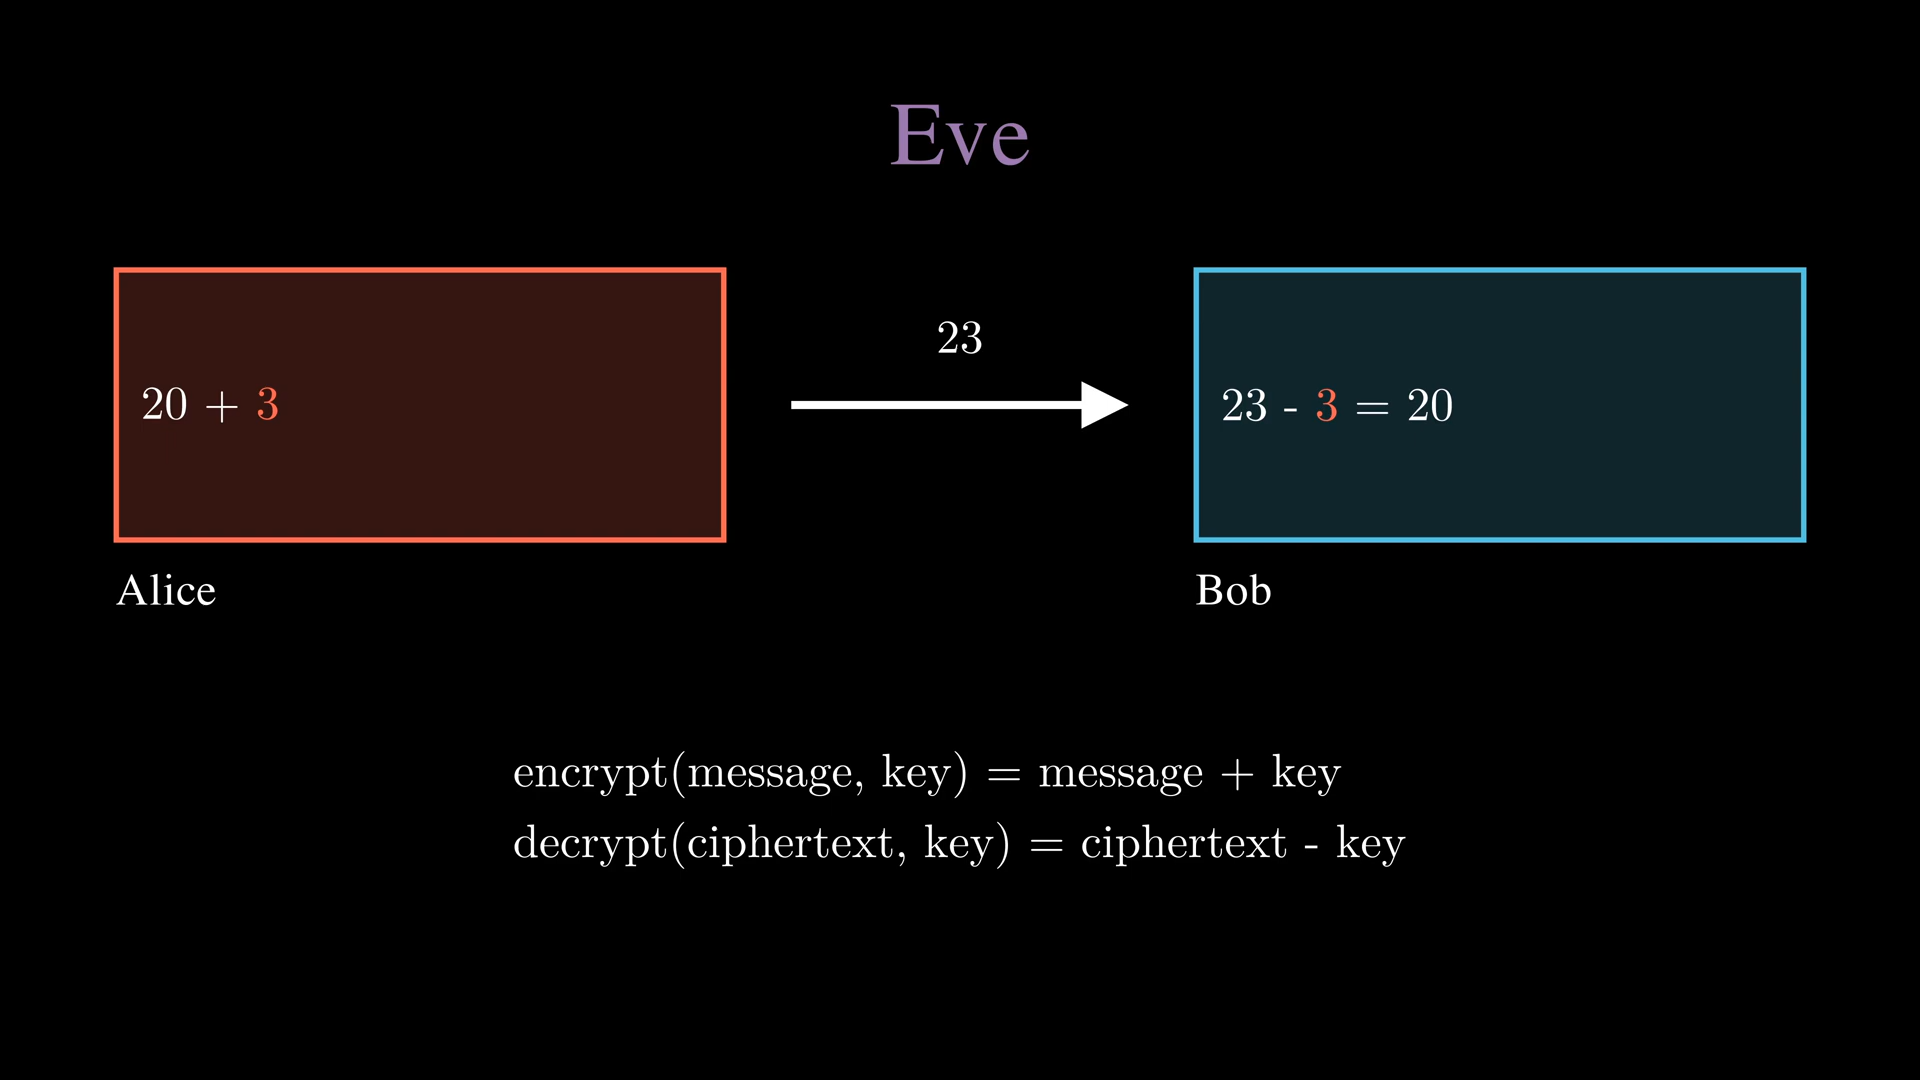 Eve
20 + 3
23
23 - 3 = 20
Alice
Bob
encrypt(message, key) = message + key
decrypt(ciphertext, key) = ciphertext - key